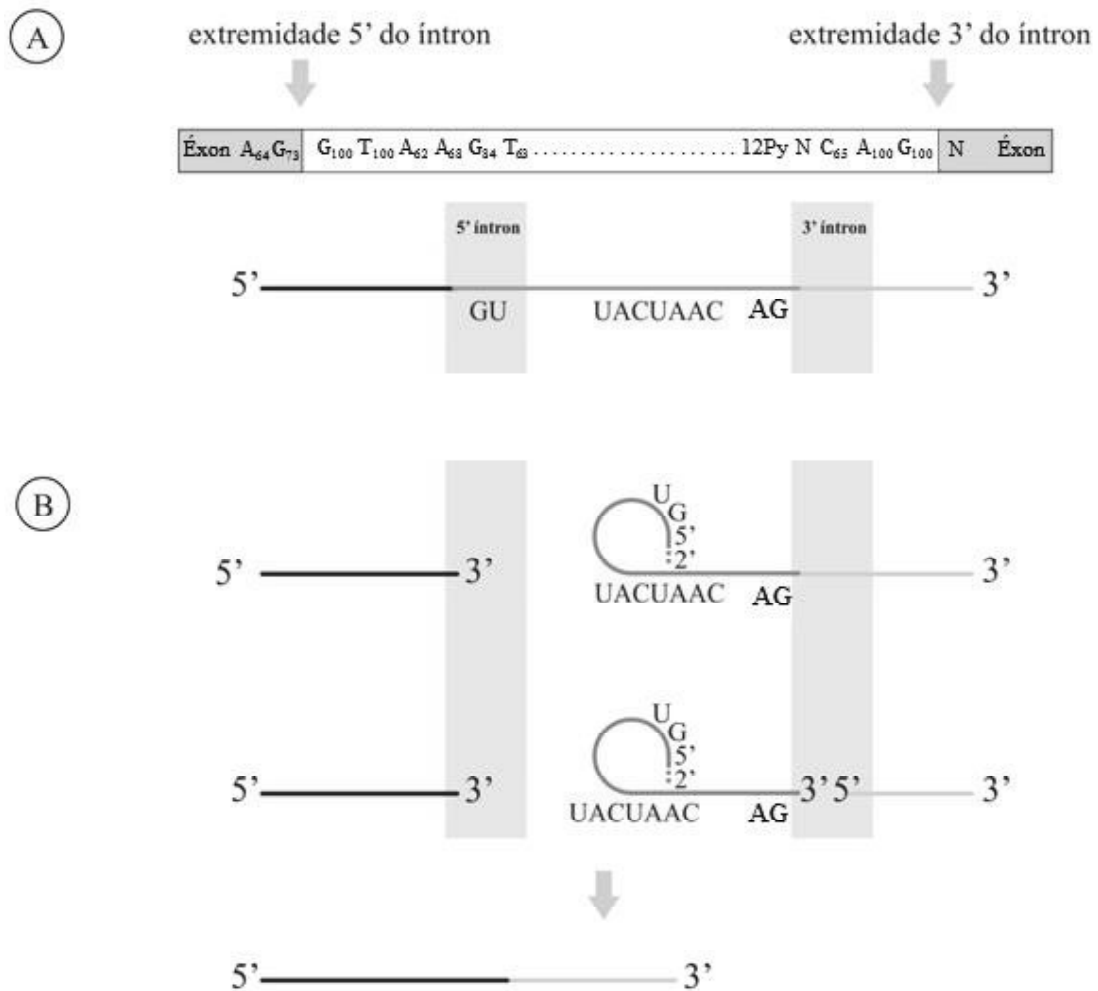 A
extremidade 5’ do íntron extremidade 3’ do íntron
Éxon A64 G73 G100 T100 A62 A68 G84 T63 . . . . . . . . . . . . . . . . . . . . 12Py N C65 A100 G100 N Éxon
5’ íntron 3’ íntron
5’ 3’
GU UACUAAC AG
B
U
G
5’
2’
5’ 3’ 3’
UACUAAC AG
U
G
5’
2’
5’ 3’ 3’5’ 3’
UACUAAC AG
5’ 3’